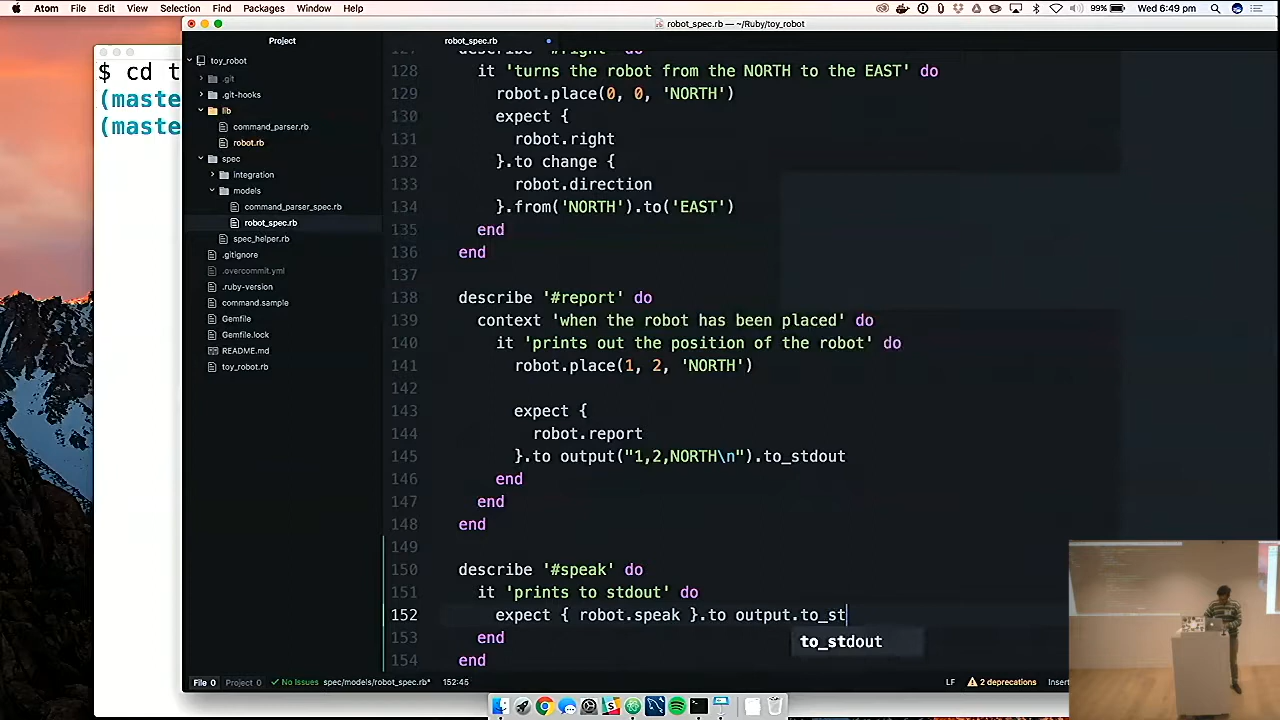 Atom File Edit View Selection Find Packages Window Help
99% Wed 6:49 pm
robot_spec.rb — ~/Ruby/toy_robot
Project
robot_spec.rb
$ cd t
(maste
(maste
toy_robot
.git
.git-hooks
lib
command_parser.rb
robot.rb
spec
integration
models
command_parser_spec.rb
robot_spec.rb
spec_helper.rb
.gitignore
.overcommit.yml
.ruby-version
command.sample
Gemfile
Gemfile.lock
README.md
toy_robot.rb
127 describe '#right' do
128 it 'turns the robot from the NORTH to the EAST' do
129 robot.place(0, 0, 'NORTH')
130 expect {
131 robot.right
132 }.to change {
133 robot.direction
134 }.from('NORTH').to('EAST')
135 end
136 end
137
138 describe '#report' do
139 context 'when the robot has been placed' do
140 it 'prints out the position of the robot' do
141 robot.place(1, 2, 'NORTH')
142
143 expect {
144 robot.report
145 }.to output("1,2,NORTH\n").to_stdout
146 end
147 end
148 end
149
150 describe '#speak' do
151 it 'prints to stdout' do
152 expect { robot.speak }.to output.to_st
153 end
to_stdout
154 end
File 0 Project 0 No Issues spec/models/robot_spec.rb* 152:45
LF 2 deprecations Insert